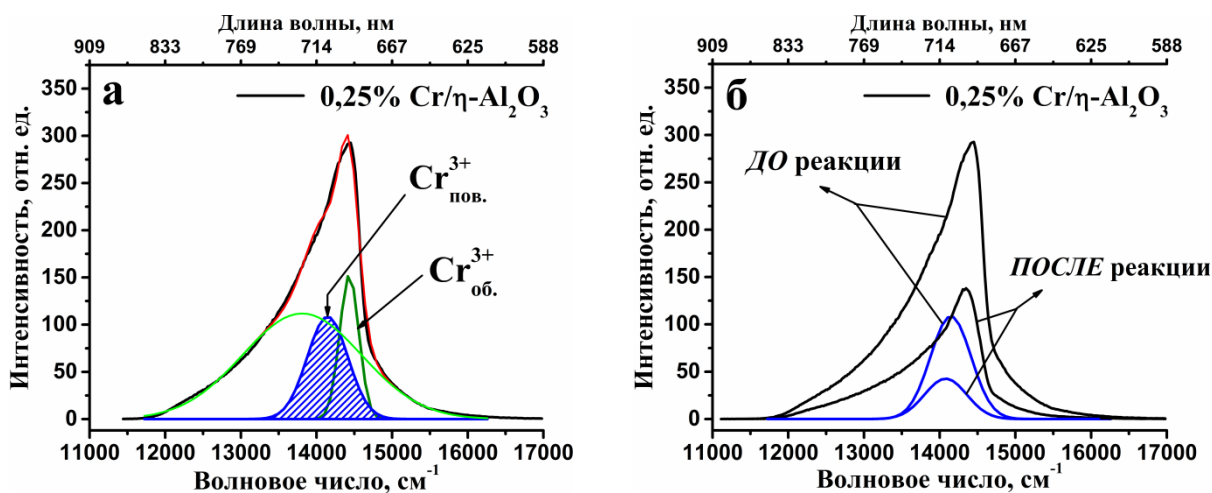 Длина волны, нм
909 833 769 714 667 625 588
а
0,25% Cr/η-Al2O3
Интенсивность, отн. ед.
350
300
250
200
150
100
50
0
Cr3+пов.
Cr3+об.
11000 12000 13000 14000 15000 16000 17000
Волновое число, см-1
Длина волны, нм
909 833 769 714 667 625 588
б
0,25% Cr/η-Al2O3
Интенсивность, отн. ед.
350
300
250
200
150
100
50
0
ДО реакции
ПОСЛЕ реакции
11000 12000 13000 14000 15000 16000 17000
Волновое число, см-1